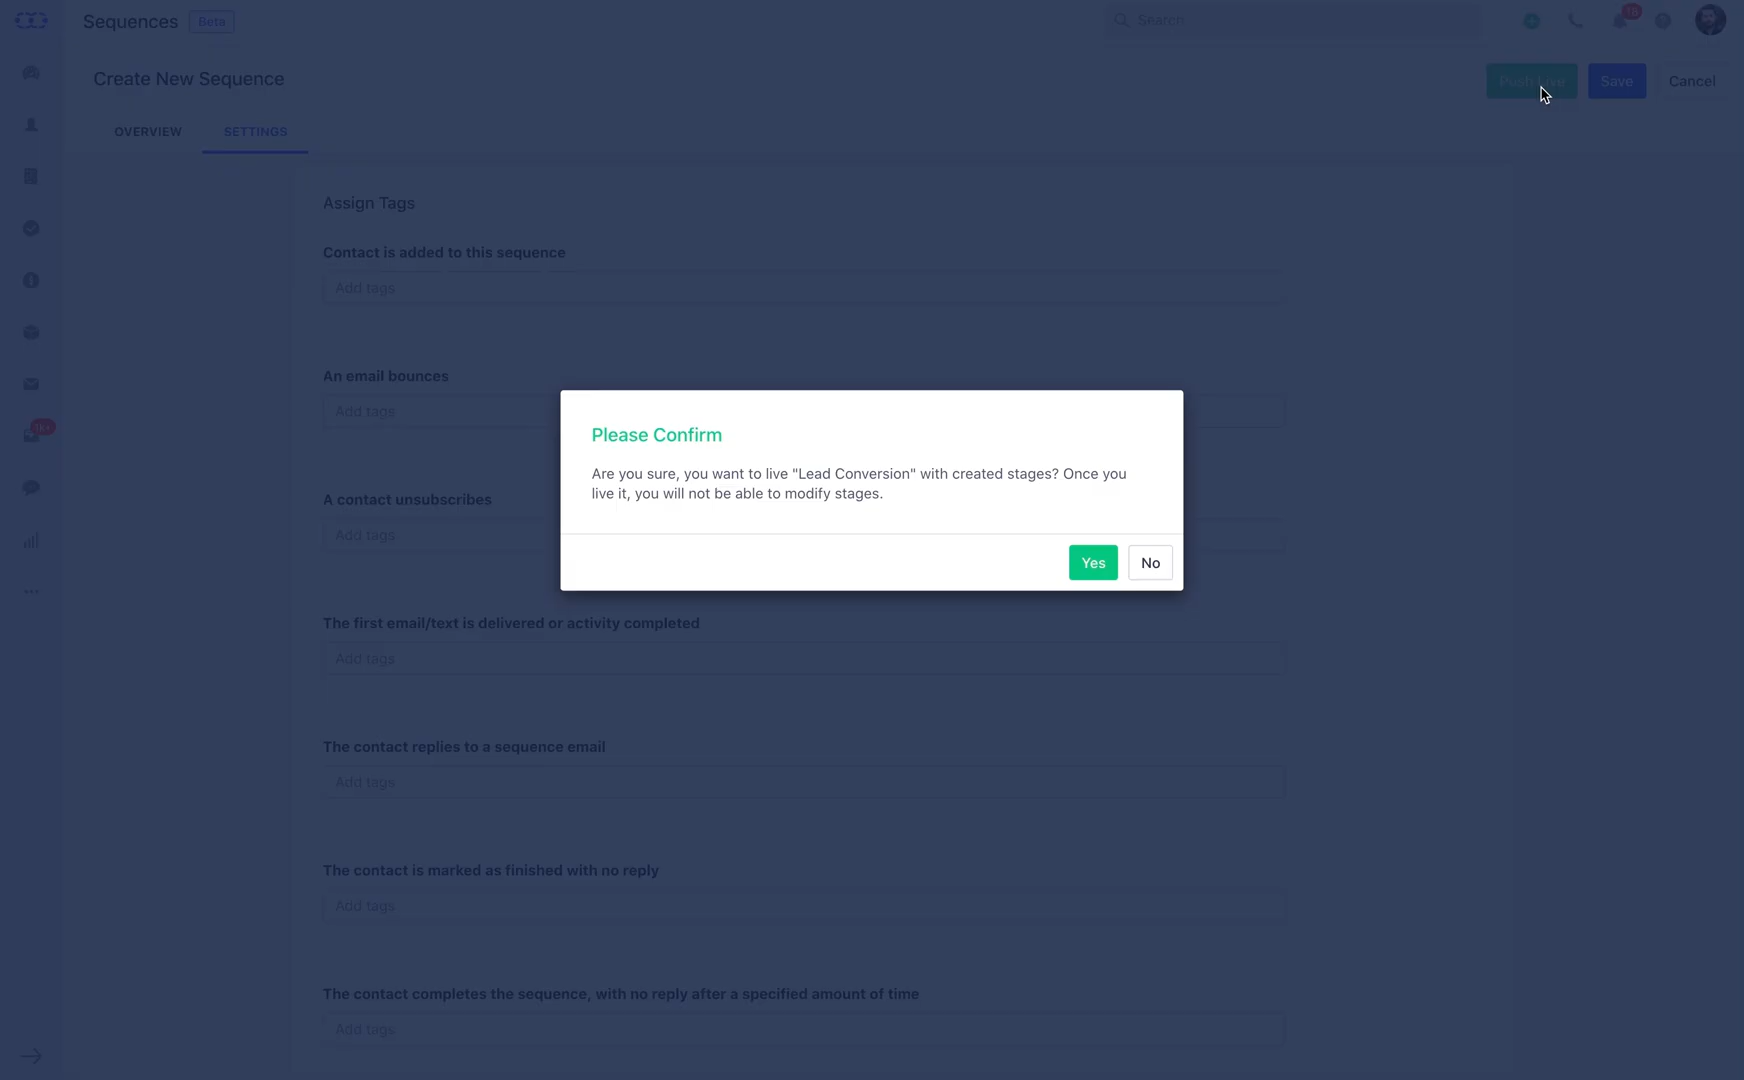 Sequences Beta
Search
18
Create New Sequence
Push Live Save Cancel
OVERVIEW SETTINGS
Assign Tags
Contact is added to this sequence
Add tags
An email bounces
Add tags
1k+
A contact unsubscribes
Add tags
Please Confirm
Are you sure, you want to live "Lead Conversion" with created stages? Once you
live it, you will not be able to modify stages.
Yes No
The first email/text is delivered or activity completed
Add tags
The contact replies to a sequence email
Add tags
The contact is marked as finished with no reply
Add tags
The contact completes the sequence, with no reply after a specified amount of time
Add tags